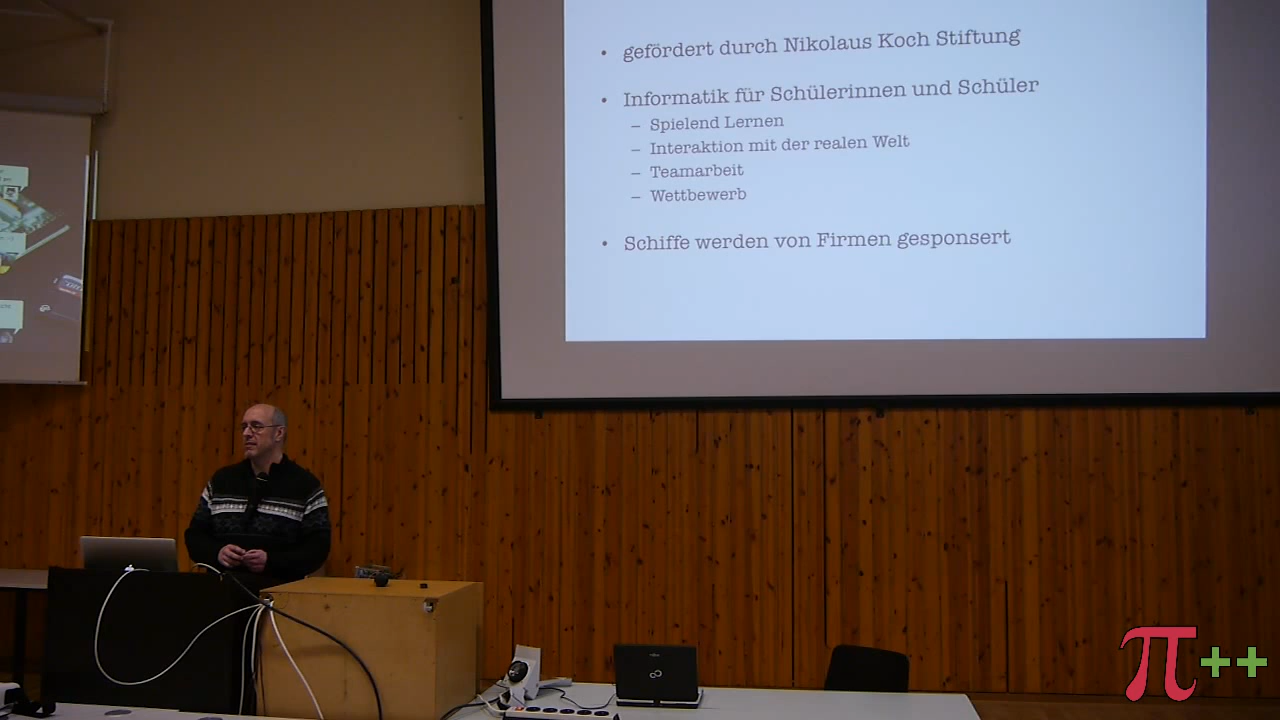 • gefördert durch Nikolaus Koch Stiftung
• Informatik für Schülerinnen und Schüler
– Spielend Lernen
– Interaktion mit der realen Welt
– Teamarbeit
– Wettbewerb
• Schiffe werden von Firmen gesponsert
π++